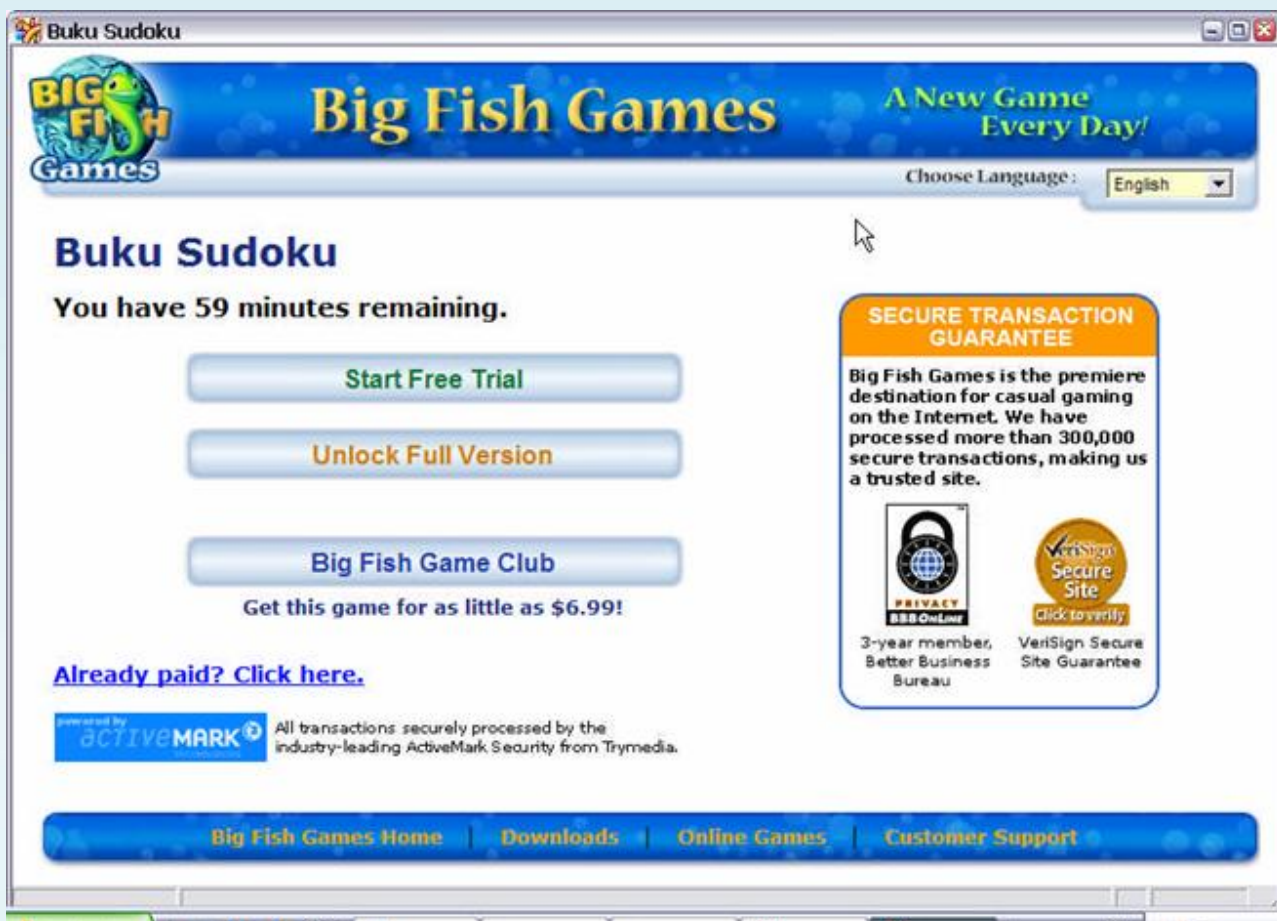 Buku Sudoku
BIG
FISH
Games
Big Fish Games
A New Game
Every Day!
Choose Language:
English
Buku Sudoku
You have 59 minutes remaining.
Start Free Trial
Unlock Full Version
Big Fish Game Club
Get this game for as little as $6.99!
Already paid? Click here.
powered by
ACTIVEMARK©
All transactions securely processed by the
industry-leading ActiveMark Security from Trymedia.
SECURE TRANSACTION
GUARANTEE
Big Fish Games is the premiere
destination for casual gaming
on the Internet. We have
processed more than 300,000
secure transactions, making us
a trusted site.
PRIVACY
BBBONLINE
3-year member,
Better Business
Bureau
VeriSign
Secure
Site
Click to verify
VeriSign Secure
Site Guarantee
Big Fish Games Home | Downloads | Online Games | Customer Support